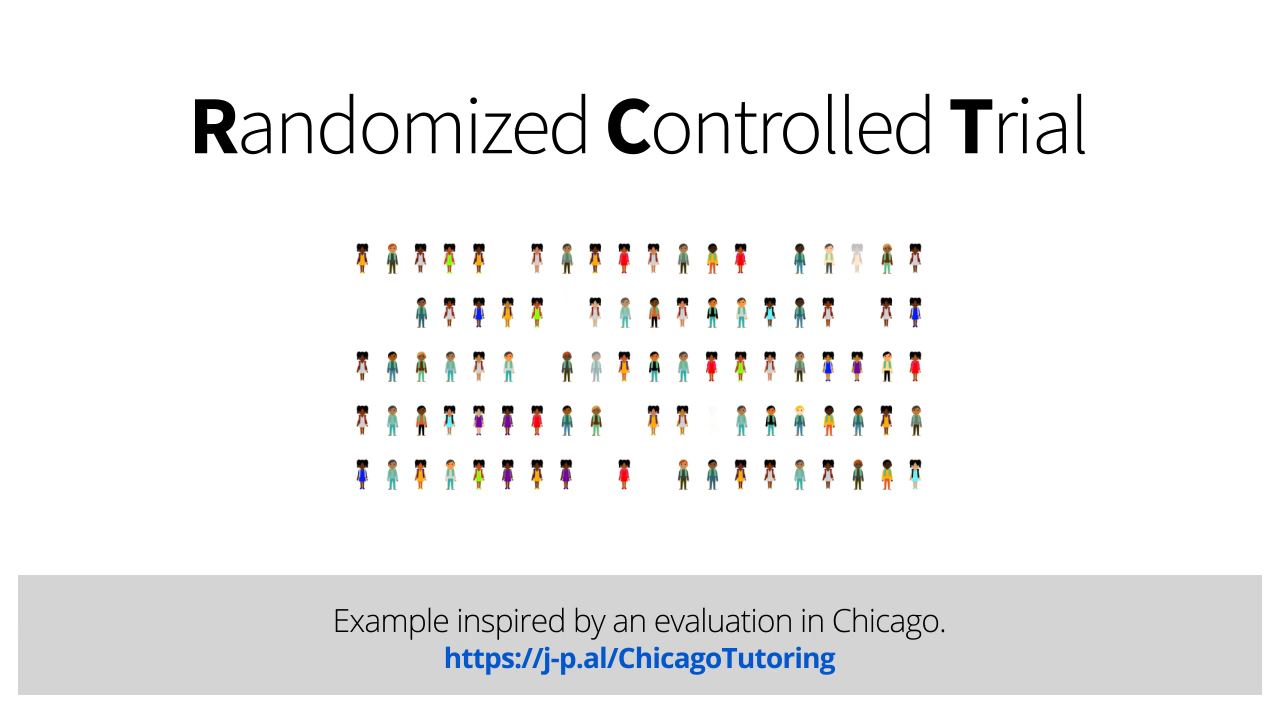 Randomized Controlled Trial
Example inspired by an evaluation in Chicago.
https://j-p.al/ChicagoTutoring